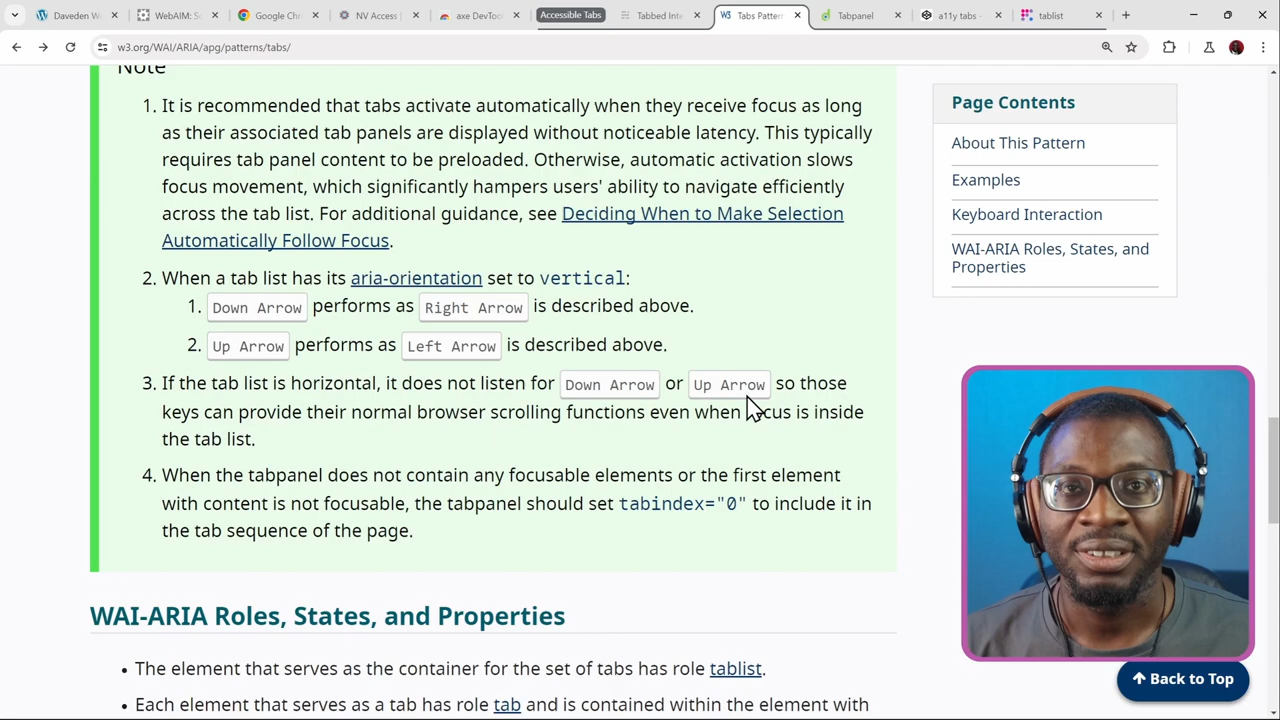 Daveden W
WebAIM: Sc
Google Chr
NV Access |
axe DevToo
Accessible Tabs
Tabbed Inte
Tabs Patter
Tabpanel
a11y tabs -
tablist
w3.org/WAI/ARIA/apg/patterns/tabs/
Note
1. It is recommended that tabs activate automatically when they receive focus as long
as their associated tab panels are displayed without noticeable latency. This typically
requires tab panel content to be preloaded. Otherwise, automatic activation slows
focus movement, which significantly hampers users' ability to navigate efficiently
across the tab list. For additional guidance, see Deciding When to Make Selection
Automatically Follow Focus.
2. When a tab list has its aria-orientation set to vertical:
1. Down Arrow performs as Right Arrow is described above.
2. Up Arrow performs as Left Arrow is described above.
3. If the tab list is horizontal, it does not listen for Down Arrow or Up Arrow so those
keys can provide their normal browser scrolling functions even when focus is inside
the tab list.
4. When the tabpanel does not contain any focusable elements or the first element
with content is not focusable, the tabpanel should set tabindex="0" to include it in
the tab sequence of the page.
WAI-ARIA Roles, States, and Properties
• The element that serves as the container for the set of tabs has role tablist.
• Each element that serves as a tab has role tab and is contained within the element with
Page Contents
About This Pattern
Examples
Keyboard Interaction
WAI-ARIA Roles, States, and
Properties
Back to Top